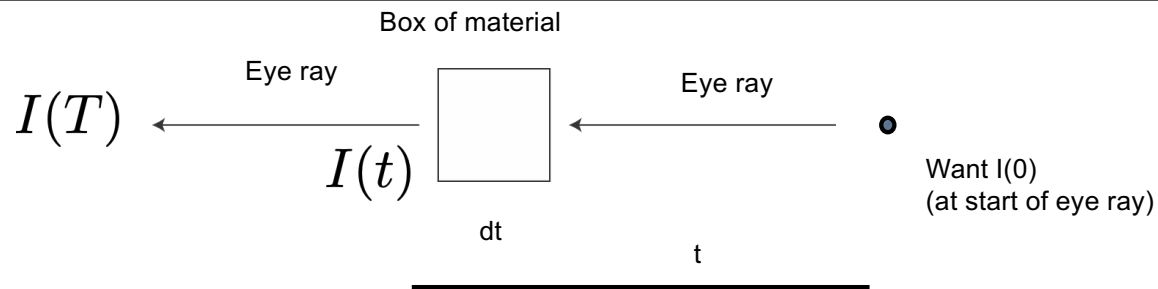 Box of material
Eye ray
Eye ray
I(T)
I(t)
Want I(0)
(at start of eye ray)
dt
t